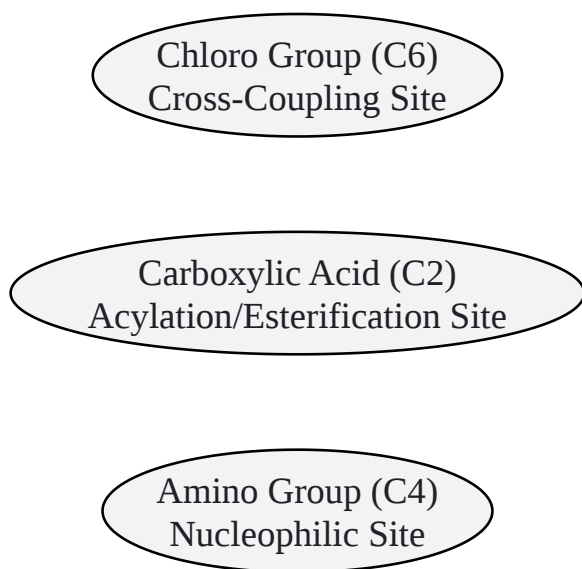 Chloro Group (C6)
Cross-Coupling Site
Carboxylic Acid (C2)
Acylation/Esterification Site
Amino Group (C4)
Nucleophilic Site